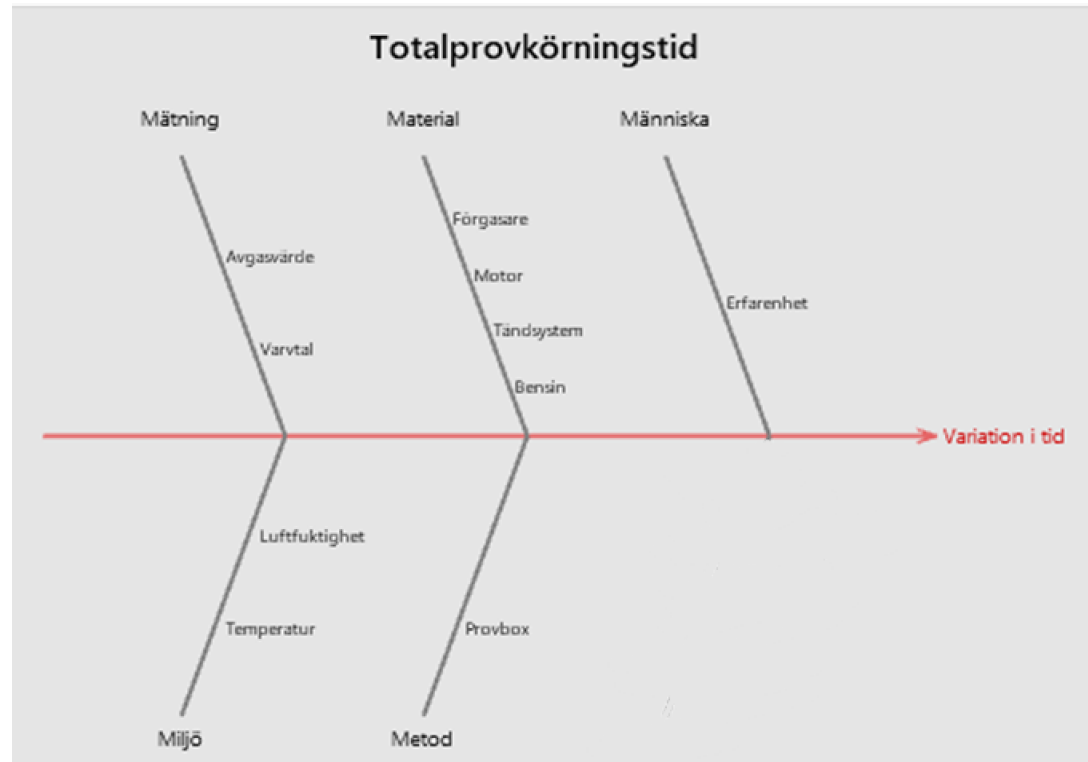 Totalprovkörningstid
Mätning
Material
Människa
Förgasare
Avgasvärde
Motor
Erfarenhet
Tändsystem
Varvtal
Bensin
Variation i tid
Luftfuktighet
Temperatur
Provbox
Miljö
Metod